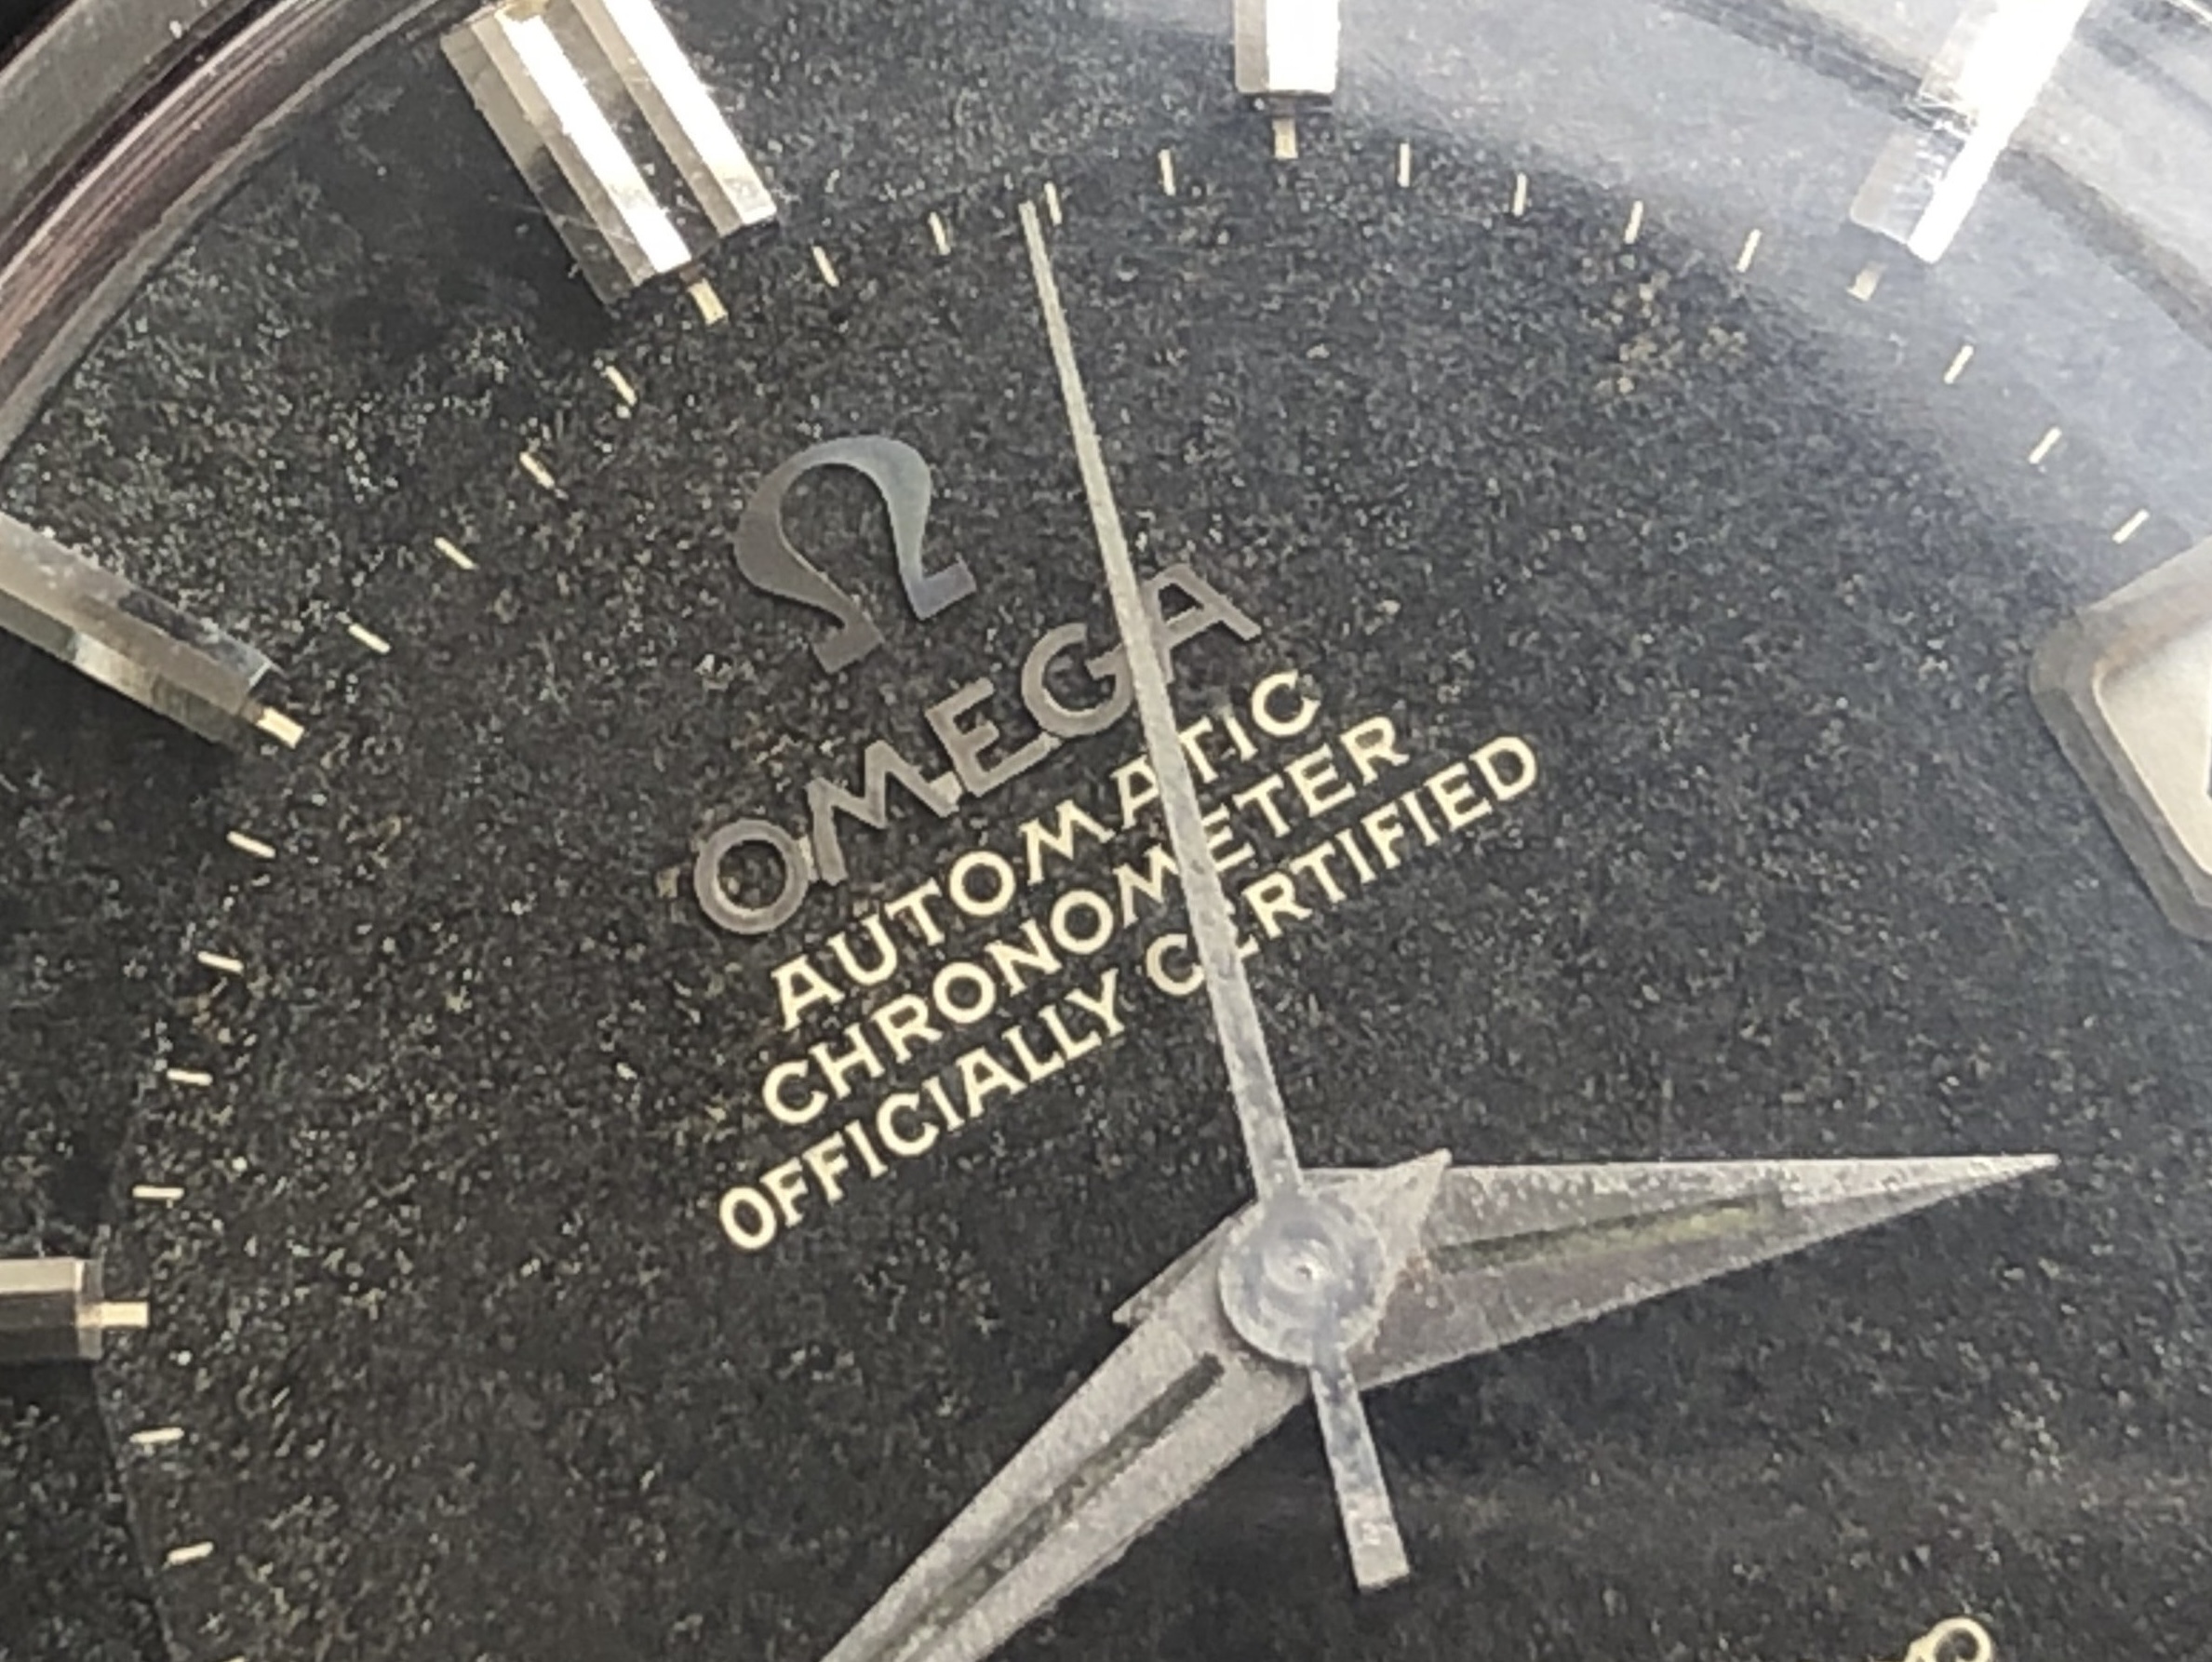 Ω
OMEGA
AUTOMATIC
CHRONOMETER
OFFICIALLY CERTIFIED